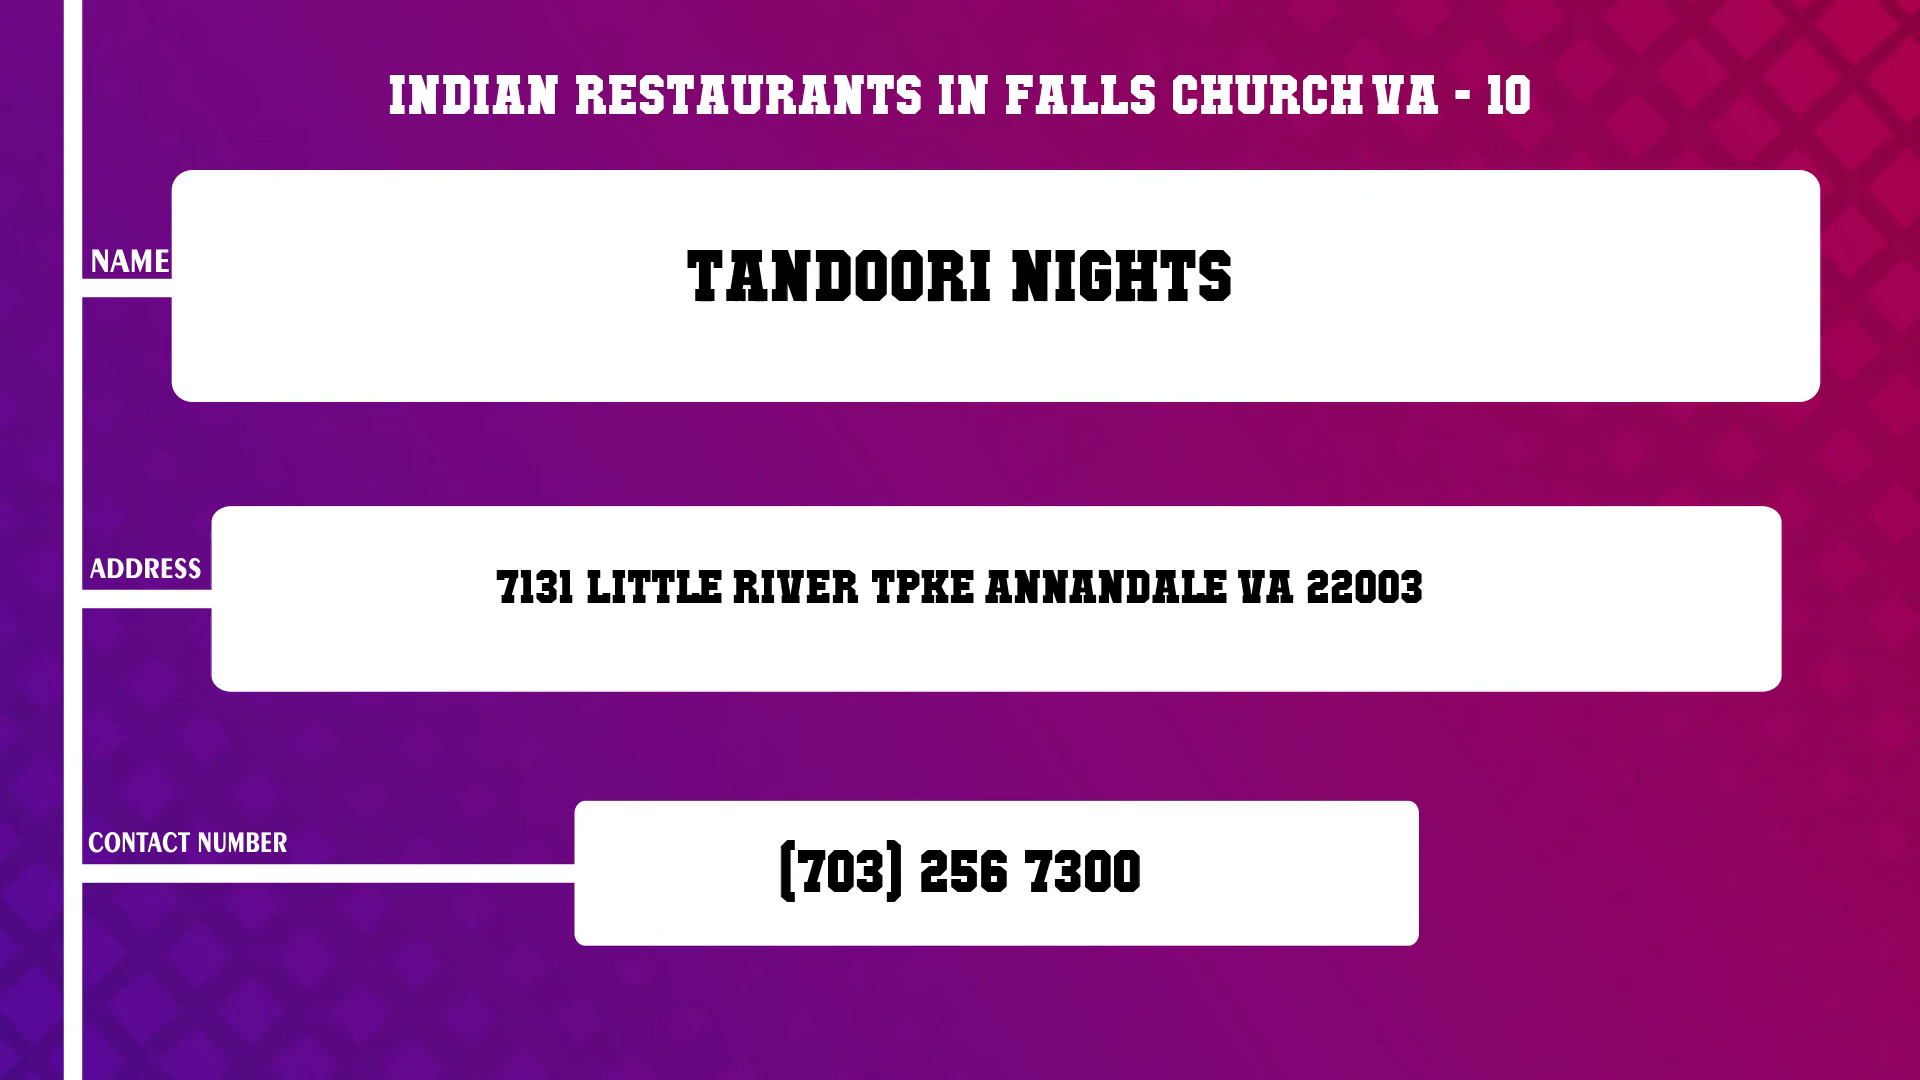 INDIAN RESTAURANTS IN FALLS CHURCH VA - 10
NAME
TANDOORI NIGHTS
ADDRESS
7131 LITTLE RIVER TPKE ANNANDALE VA 22003
CONTACT NUMBER
(703) 256 7300